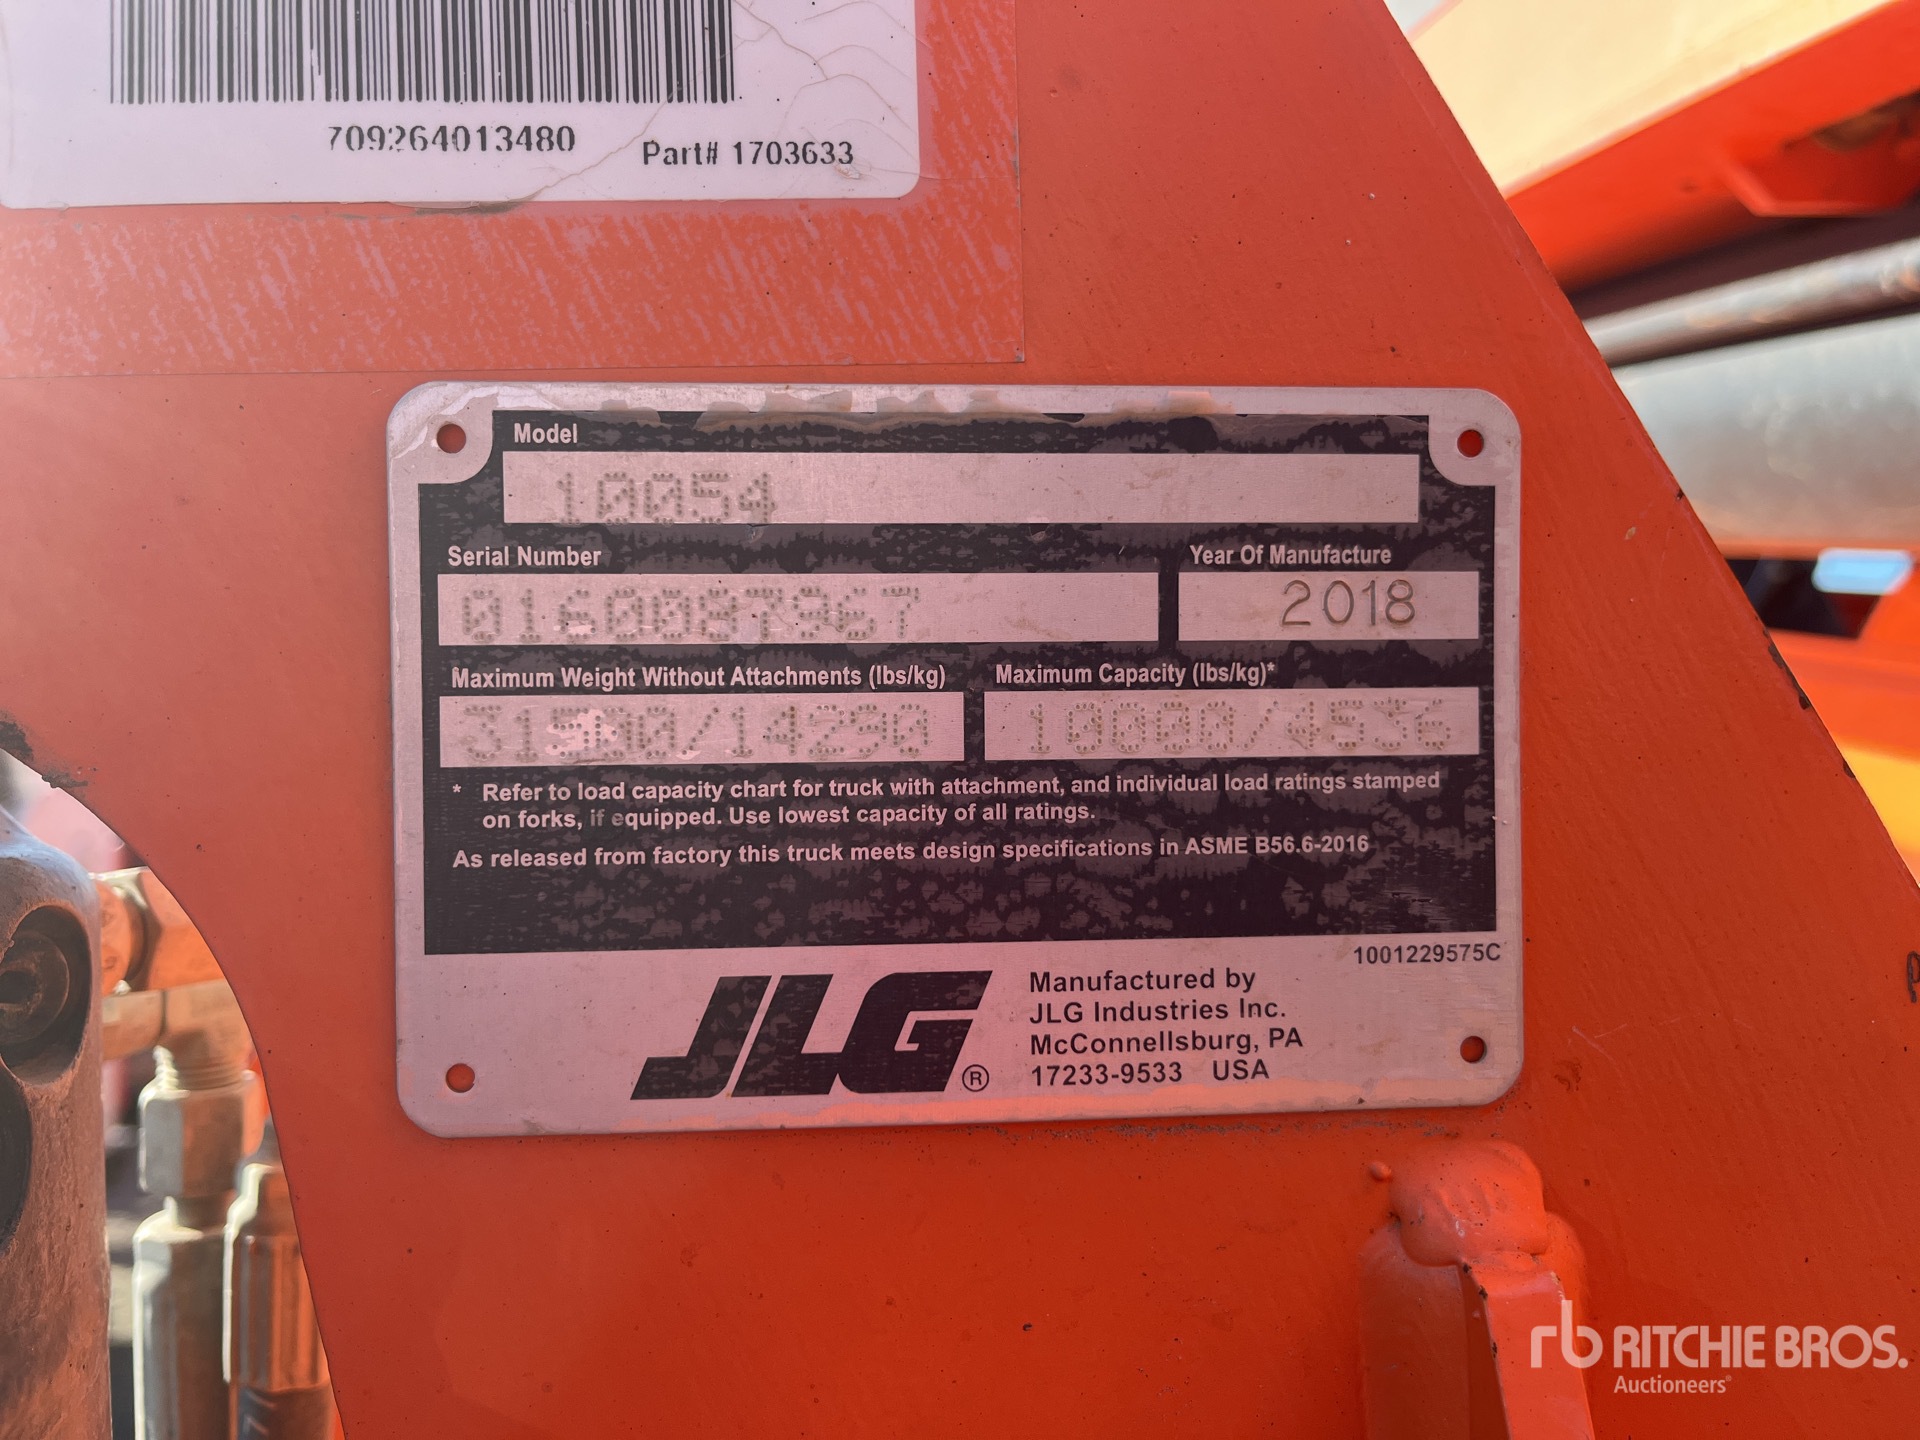 709264013480
Part# 1703633
Model
10054
Serial Number
0160087967
Year Of Manufacture
2018
Maximum Weight Without Attachments (lbs/kg)
31500/14290
Maximum Capacity (lbs/kg)*
10000/4536
* Refer to load capacity chart for truck with attachment, and individual load ratings stamped
on forks, if equipped. Use lowest capacity of all ratings.
As released from factory this truck meets design specifications in ASME B56.6-2016
1001229575C
JLG®
Manufactured by
JLG Industries Inc.
McConnellsburg, PA
17233-9533 USA
rb RITCHIE BROS.
Auctioneers®